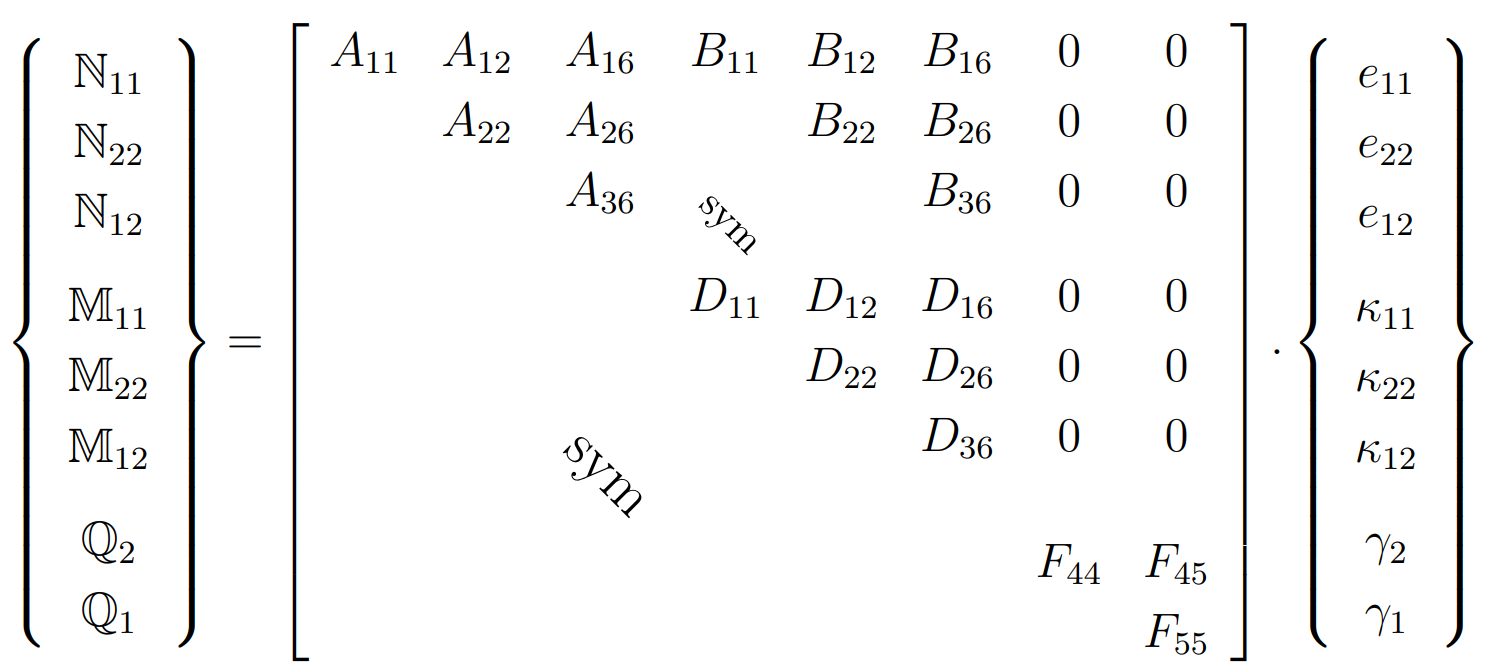 ℕ₁₁ A₁₁ A₁₂ A₁₆ B₁₁ B₁₂ B₁₆ 0 0 e₁₁
ℕ₂₂ A₂₂ A₂₆ B₂₂ B₂₆ 0 0 e₂₂
ℕ₁₂ A₃₆ sym B₃₆ 0 0 e₁₂
𝕄₁₁ D₁₁ D₁₂ D₁₆ 0 0 κ₁₁
𝕄₂₂ = D₂₂ D₂₆ 0 0 · κ₂₂
𝕄₁₂ sym D₃₆ 0 0 κ₁₂
ℚ₂ F₄₄ F₄₅ γ₂
ℚ₁ F₅₅ γ₁